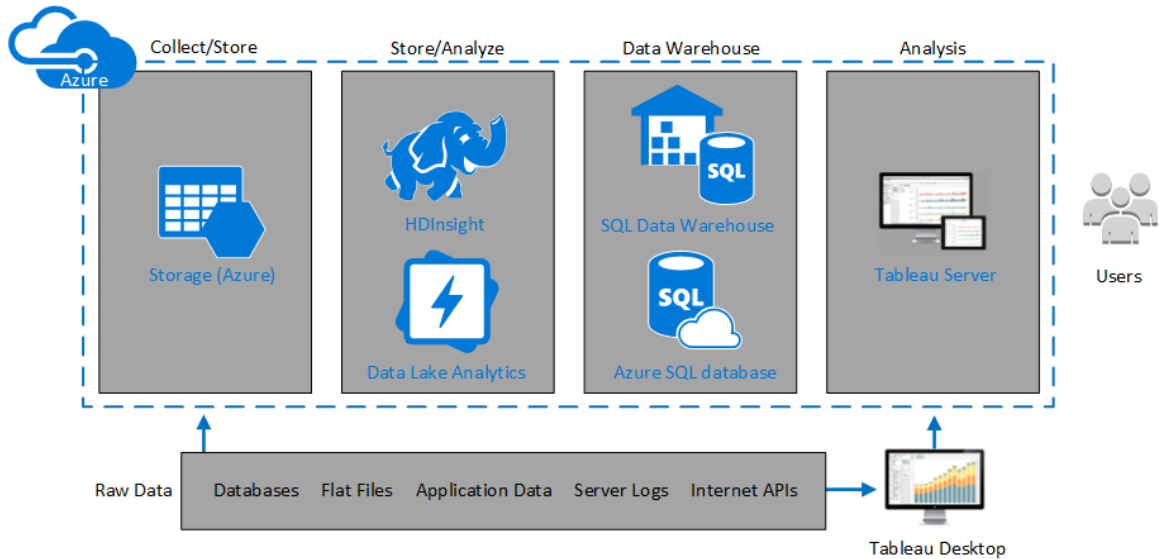 Collect/Store
Store/Analyze
Data Warehouse
Analysis
Azure
HDInsight
SQL
SQL Data Warehouse
Storage (Azure)
Tableau Server
Users
SQL
Data Lake Analytics
Azure SQL database
Raw Data
Databases
Flat Files
Application Data
Server Logs
Internet APIs
Tableau Desktop